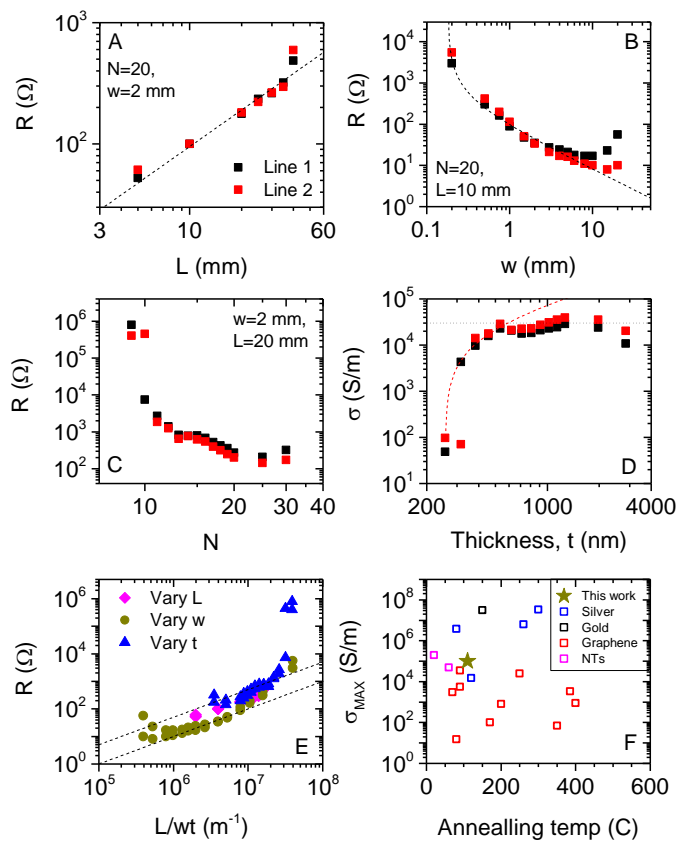 A
N=20,
w=2 mm
Line 1
Line 2
R (Ω)
10³
10²
3
10
60
L (mm)
B
N=20,
L=10 mm
R (Ω)
10⁴
10³
10²
10¹
10⁰
0.1
1
10
w (mm)
w=2 mm,
L=20 mm
C
R (Ω)
10⁶
10⁵
10⁴
10³
10²
10
20
30
40
N
D
σ (S/m)
10⁵
10⁴
10³
10²
10¹
200
1000
4000
Thickness, t (nm)
Vary L
Vary w
Vary t
E
R (Ω)
10⁶
10⁴
10²
10⁰
10⁵
10⁶
10⁷
10⁸
L/wt (m⁻¹)
This work
Silver
Gold
Graphene
NTs
F
σMAX (S/m)
10⁸
10⁶
10⁴
10²
10⁰
0
200
400
600
Annealling temp (C)